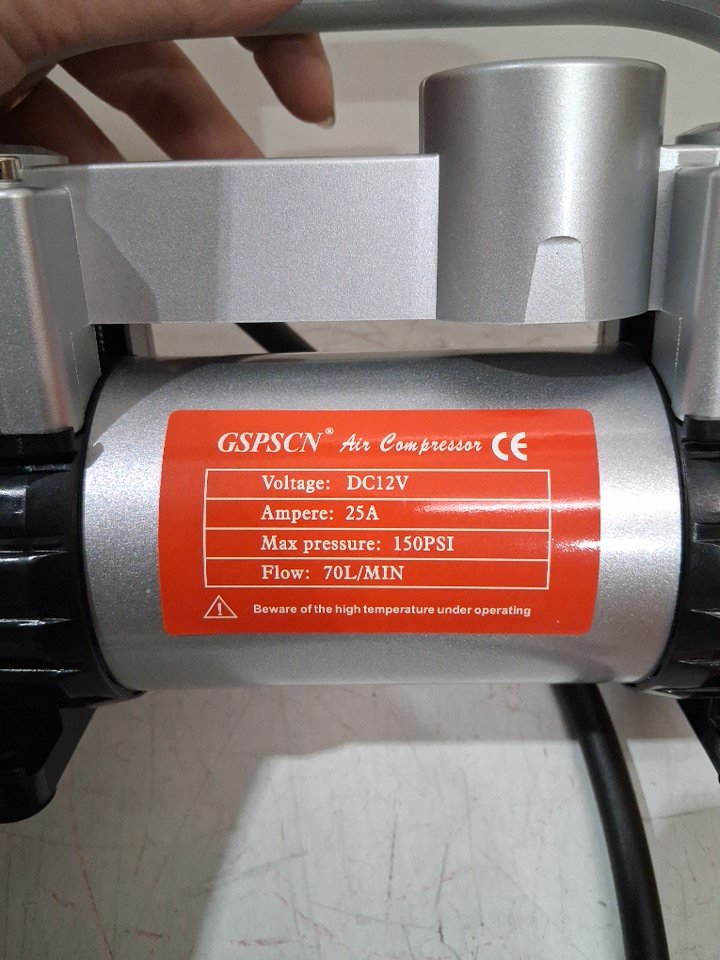 GSPSCN® Air Compressor CE
Voltage: DC12V
Ampere: 25A
Max pressure: 150PSI
Flow: 70L/MIN
Beware of the high temperature under operating